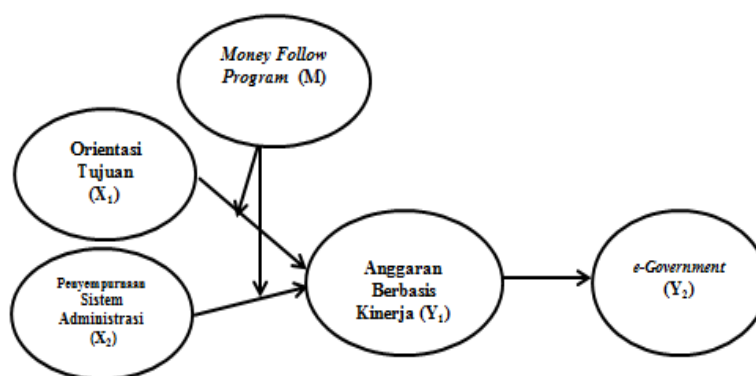 Money Follow
Program (M)
Orientasi
Tujuan
(X₁)
Penyempurnaan
Sistem
Administrasi
(X₂)
Anggaran
Berbasis
Kinerja (Y₁)
e-Government
(Y₂)